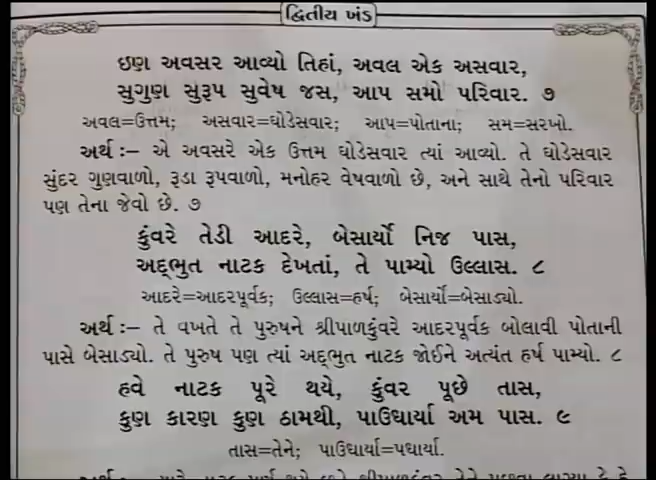 દ્વિતીય ખંડ
ઇણ અવસર આવ્યો તિહાં, અવલ એક અસવાર,
સુગુણ સુરૂપ સુવેષ જસ, આપ સમો પરિવાર. ૭
અવલ=ઉત્તમ; અસવાર=ઘોડેસવાર; આપ=પોતાના; સમ=સરખો.
અર્થ :– એ અવસરે એક ઉત્તમ ઘોડેસવાર ત્યાં આવ્યો. તે ઘોડેસવાર
સુંદર ગુણવાળો, રૂડા રૂપવાળો, મનોહર વેષવાળો છે, અને સાથે તેનો પરિવાર
પણ તેના જેવો છે. ૭
કુંવરે તેડી આદરે, બેસાર્યો નિજ પાસ,
અદ્ભુત નાટક દેખતાં, તે પામ્યો ઉલ્લાસ. ૮
આદરે=આદરપૂર્વક; ઉલ્લાસ=હર્ષ; બેસાર્યો=બેસાડ્યો.
અર્થ :– તે વખતે તે પુરુષને શ્રીપાળકુંવરે આદરપૂર્વક બોલાવી પોતાની
પાસે બેસાડ્યો. તે પુરુષ પણ ત્યાં અદ્ભુત નાટક જોઈને અત્યંત હર્ષ પામ્યો. ૮
હવે નાટક પૂરે થયે, કુંવર પૂછે તાસ,
કુણ કારણ કુણ ઠામથી, પાઉધાર્યા અમ પાસ. ૯
તાસ=તેને; પાઉધાર્યા=પધાર્યા.